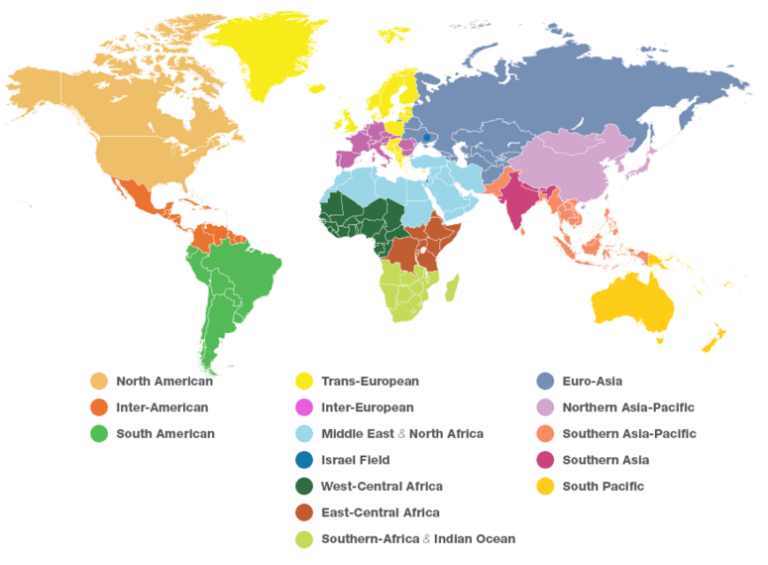 North American
Inter-American
South American
Trans-European
Inter-European
Middle East & North Africa
Israel Field
West-Central Africa
East-Central Africa
Southern-Africa & Indian Ocean
Euro-Asia
Northern Asia-Pacific
Southern Asia-Pacific
Southern Asia
South Pacific